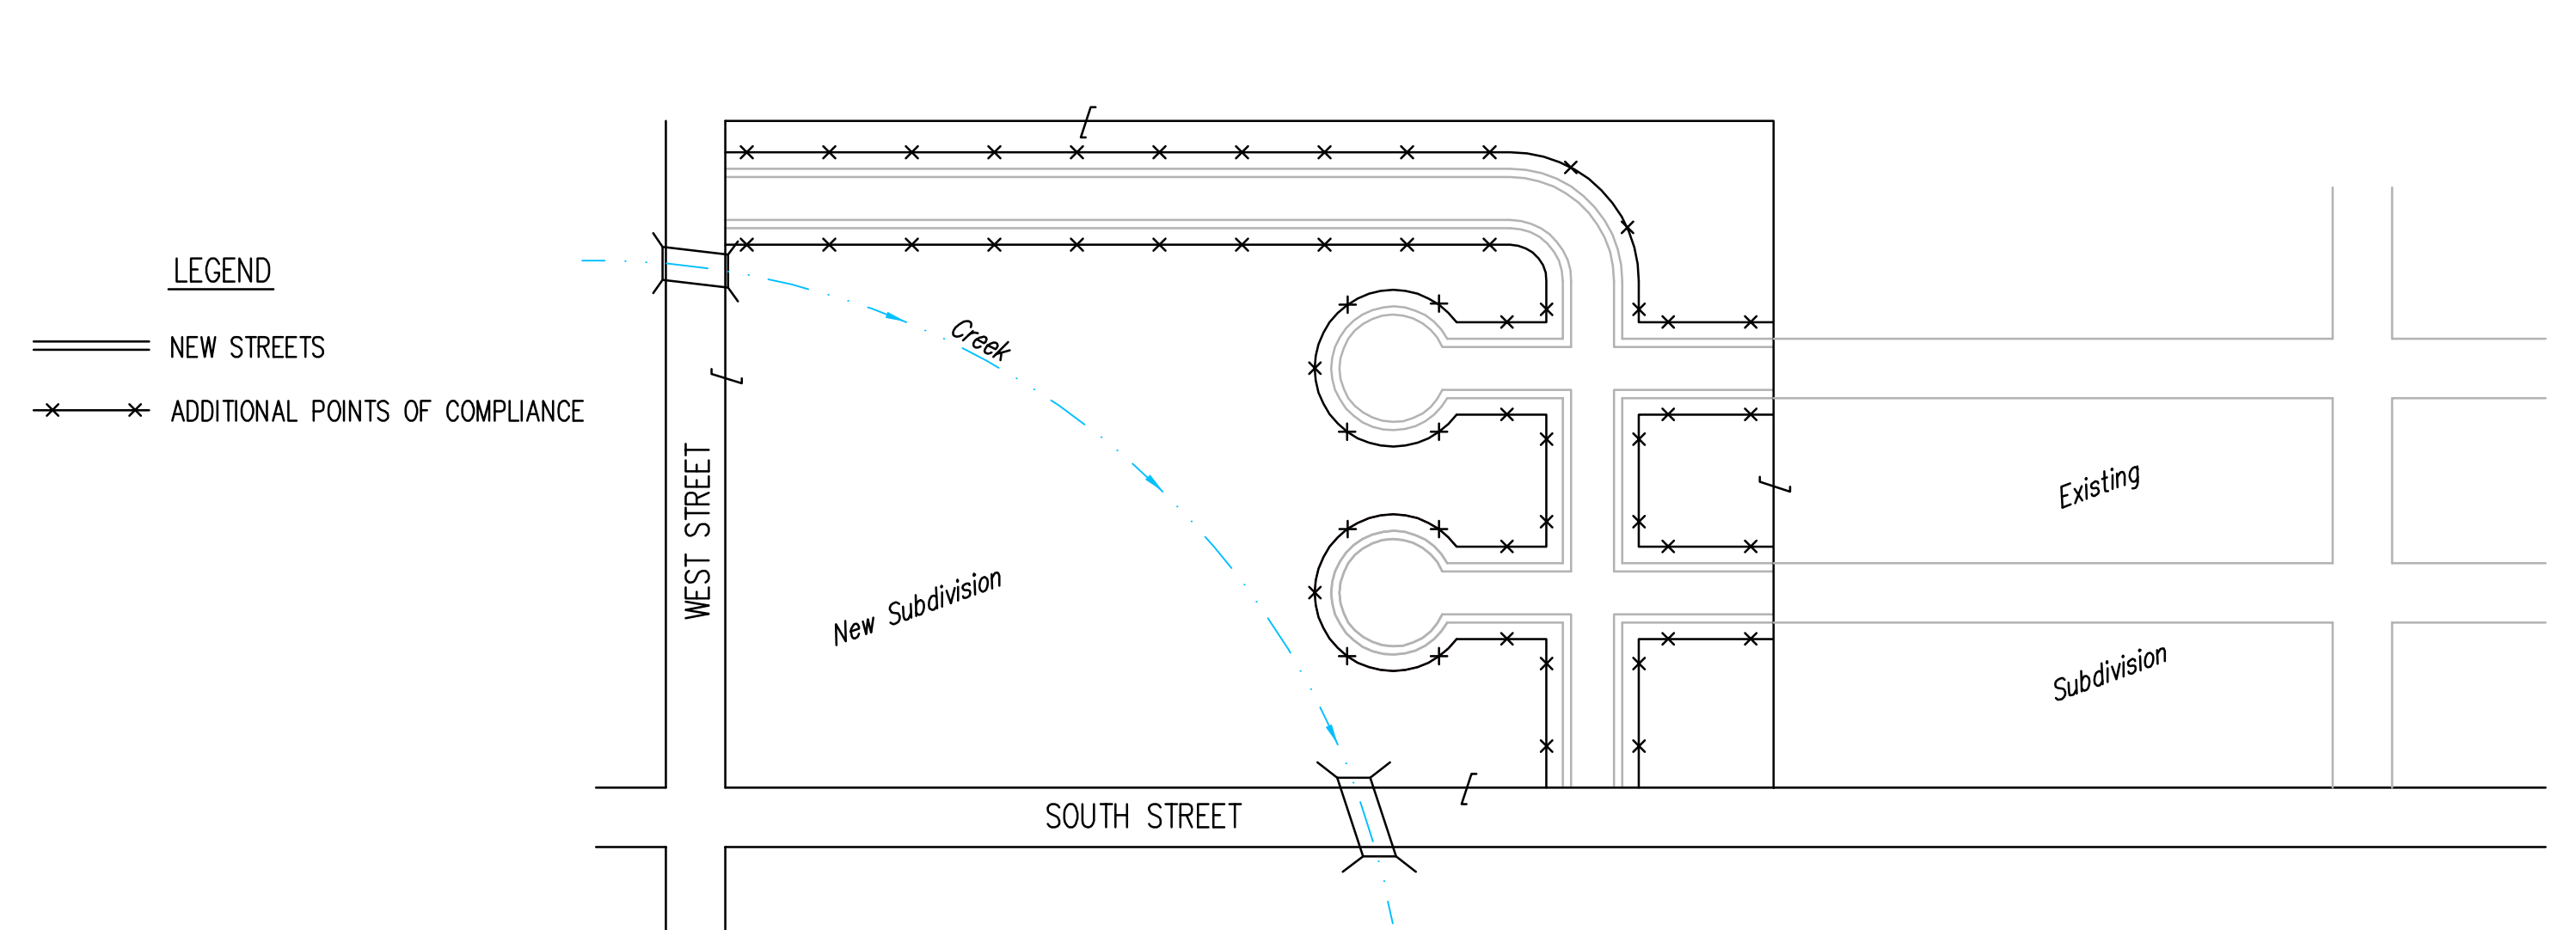 LEGEND
NEW STREETS
ADDITIONAL POINTS OF COMPLIANCE
WEST STREET
Creek
New Subdivision
SOUTH STREET
Existing
Subdivision